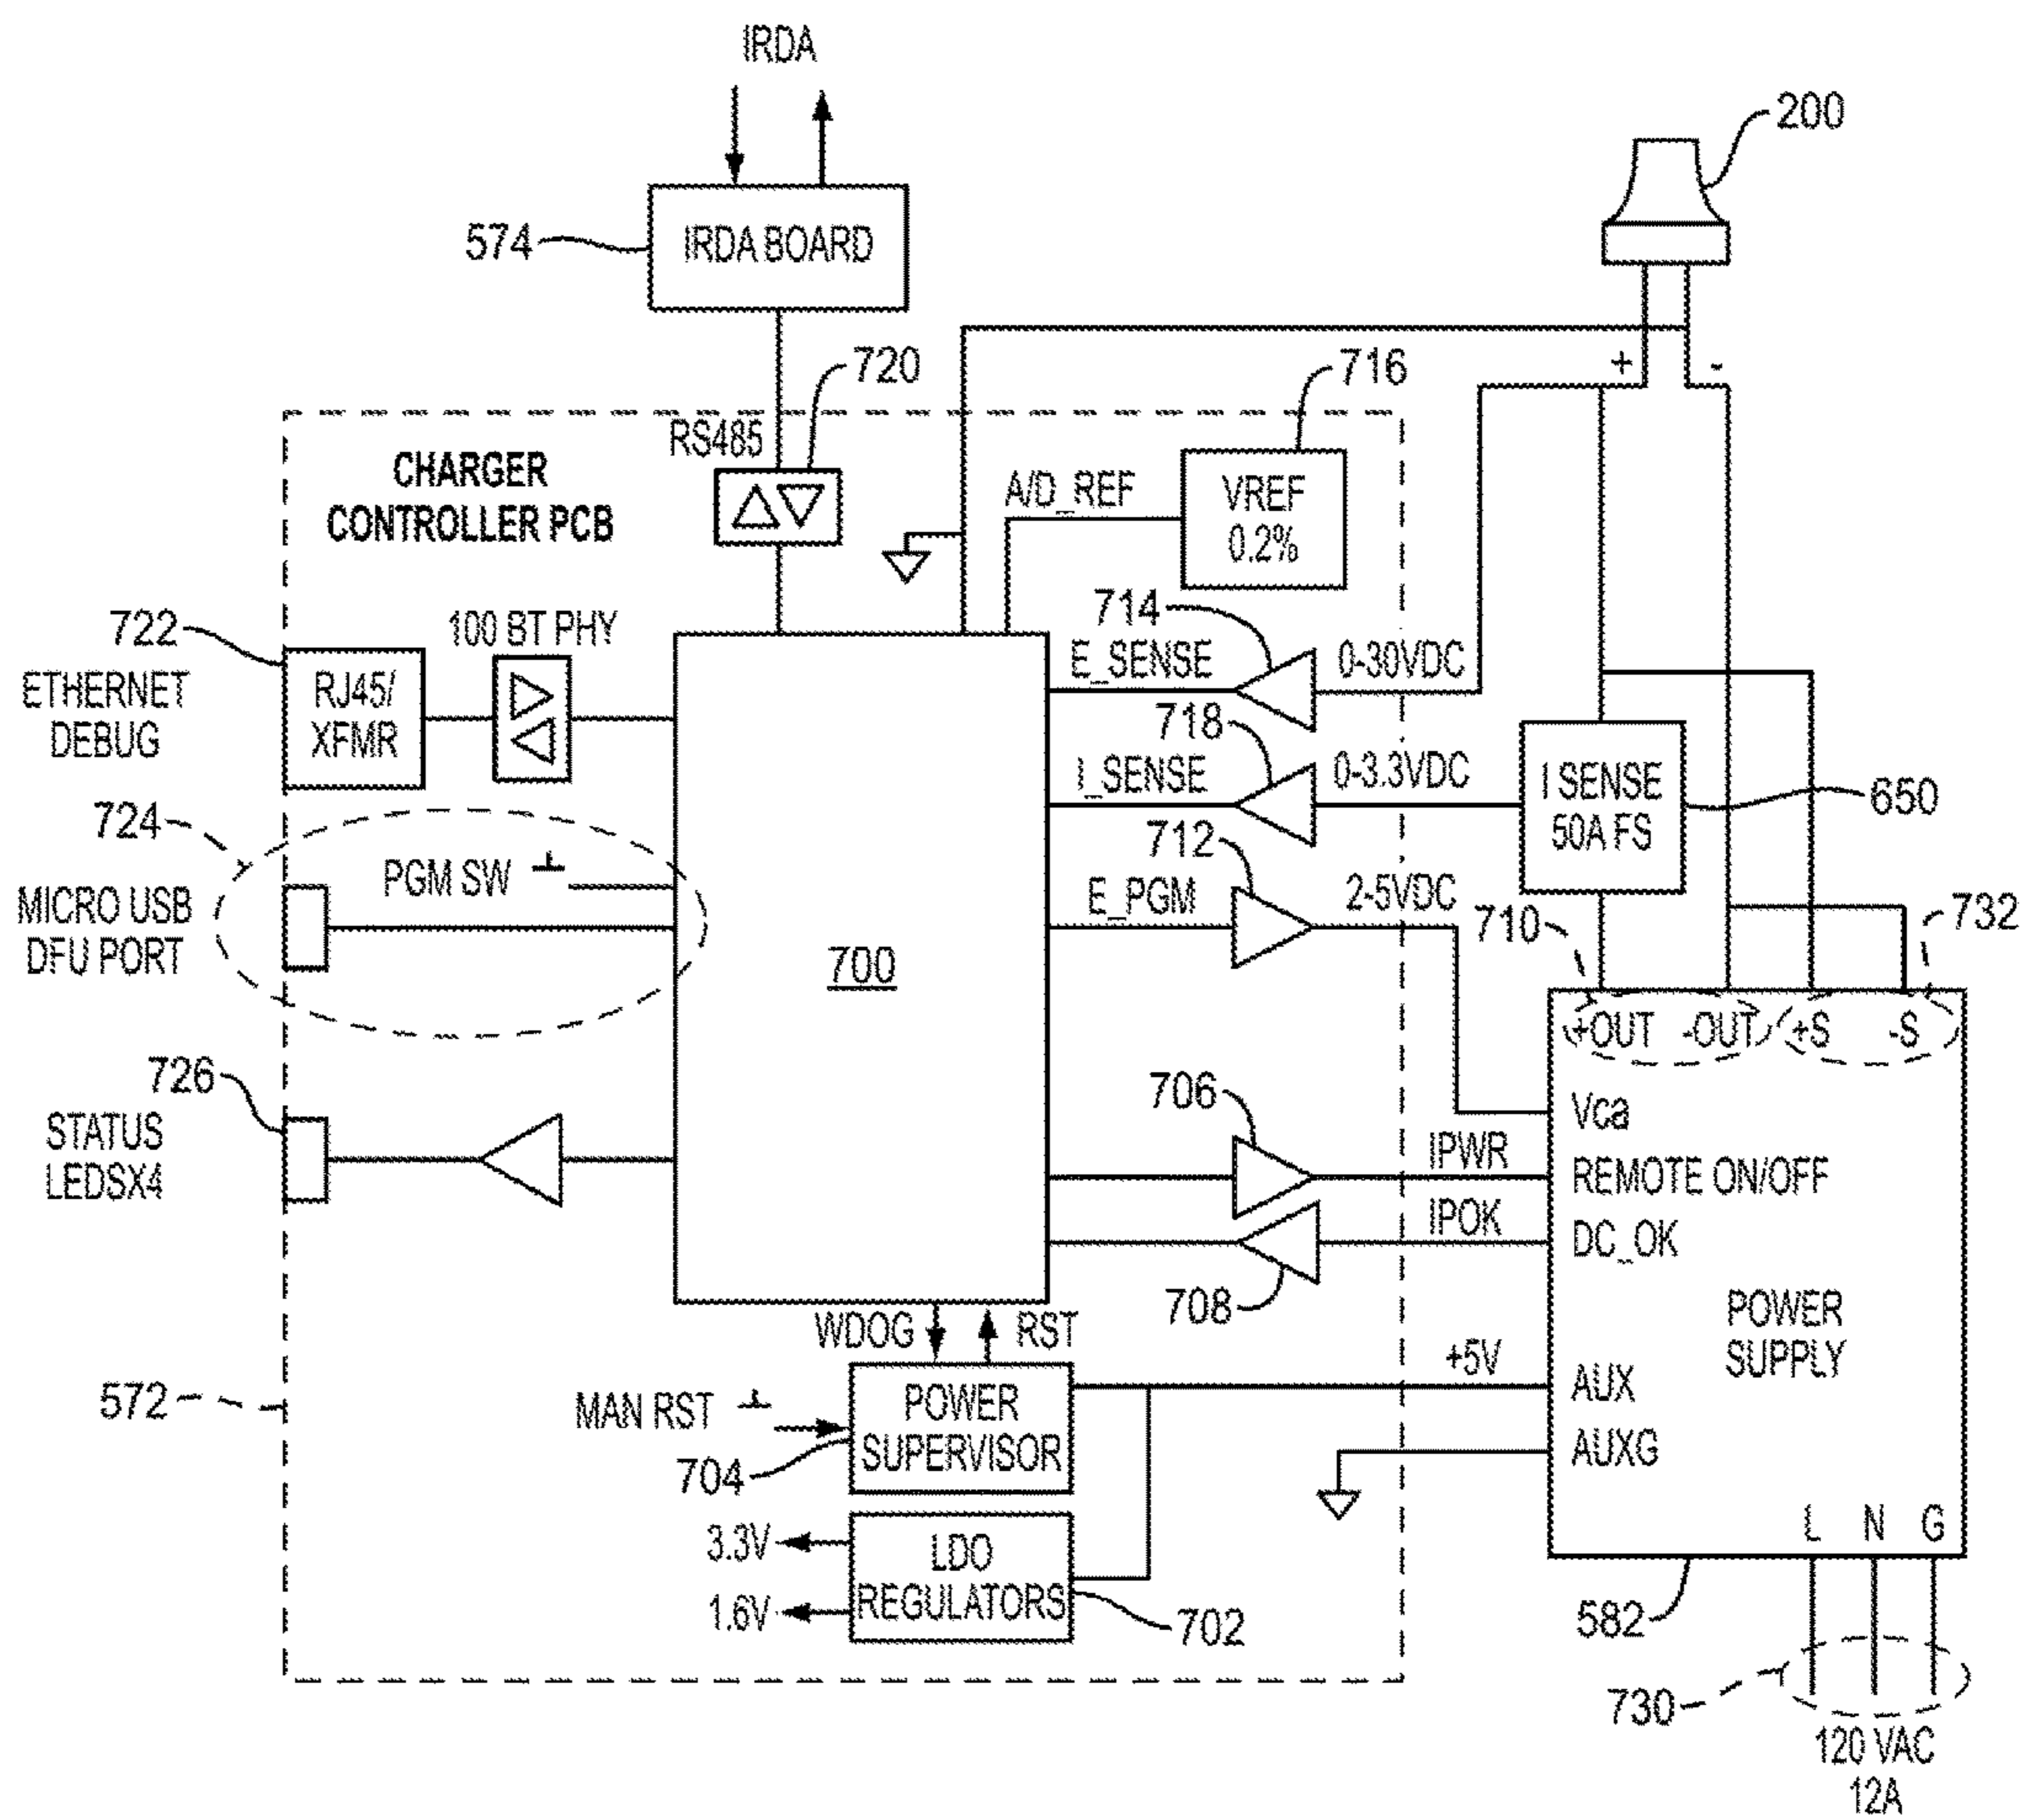 IRDA
200
574
IRDA BOARD
720
716
+
-
RS485
CHARGER
CONTROLLER PCB
A/D_REF
VREF
0.2%
722
100 BT PHY
714
E_SENSE
0-30VDC
ETHERNET
DEBUG
RJ45/
XFMR
718
I_SENSE
0-3.3VDC
I SENSE
50A FS
650
724
712
PGM SW
E_PGM
2-5VDC
710
732
MICRO USB
DFU PORT
700
+OUT
-OUT
+S
-S
726
706
Vca
STATUS
LEDSX4
IPWR
REMOTE ON/OFF
IPOK
DC_OK
708
POWER
SUPPLY
WDOG
RST
+5V
AUX
572
MAN RST
POWER
SUPERVISOR
704
AUXG
L
N
G
3.3V
LDO
REGULATORS
1.6V
702
582
730
120 VAC
12A